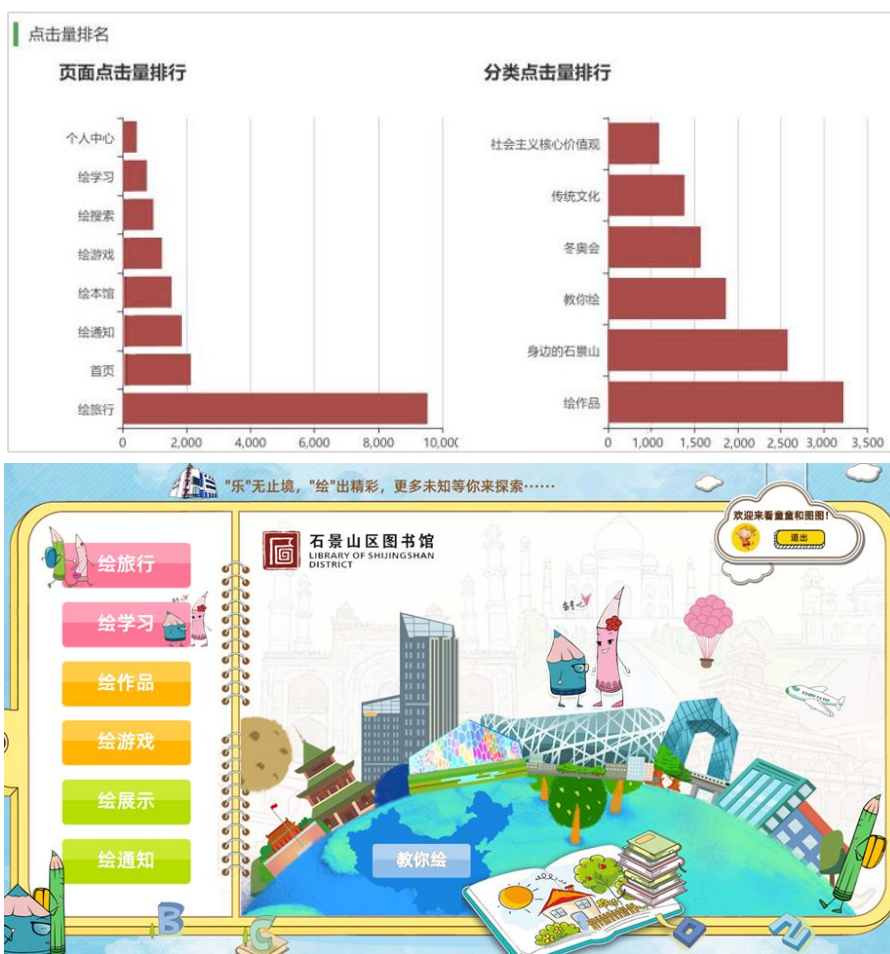 点击量排名
页面点击量排行
个人中心
绘学习
绘搜索
绘游戏
绘本馆
绘通知
首页
绘旅行
0 2,000 4,000 6,000 8,000 10,000
分类点击量排行
社会主义核心价值观
传统文化
冬奥会
教你绘
身边的石景山
绘作品
0 1,000 1,500 2,000 2,500 3,000 3,500
"乐"无止境，"绘"出精彩，更多未知等你来探索……
欢迎来看童童和图图!
退出
石景山区图书馆
LIBRARY OF SHIJINGSHAN
DISTRICT
绘旅行
绘学习
绘作品
绘游戏
绘展示
绘通知
教你绘
B
C